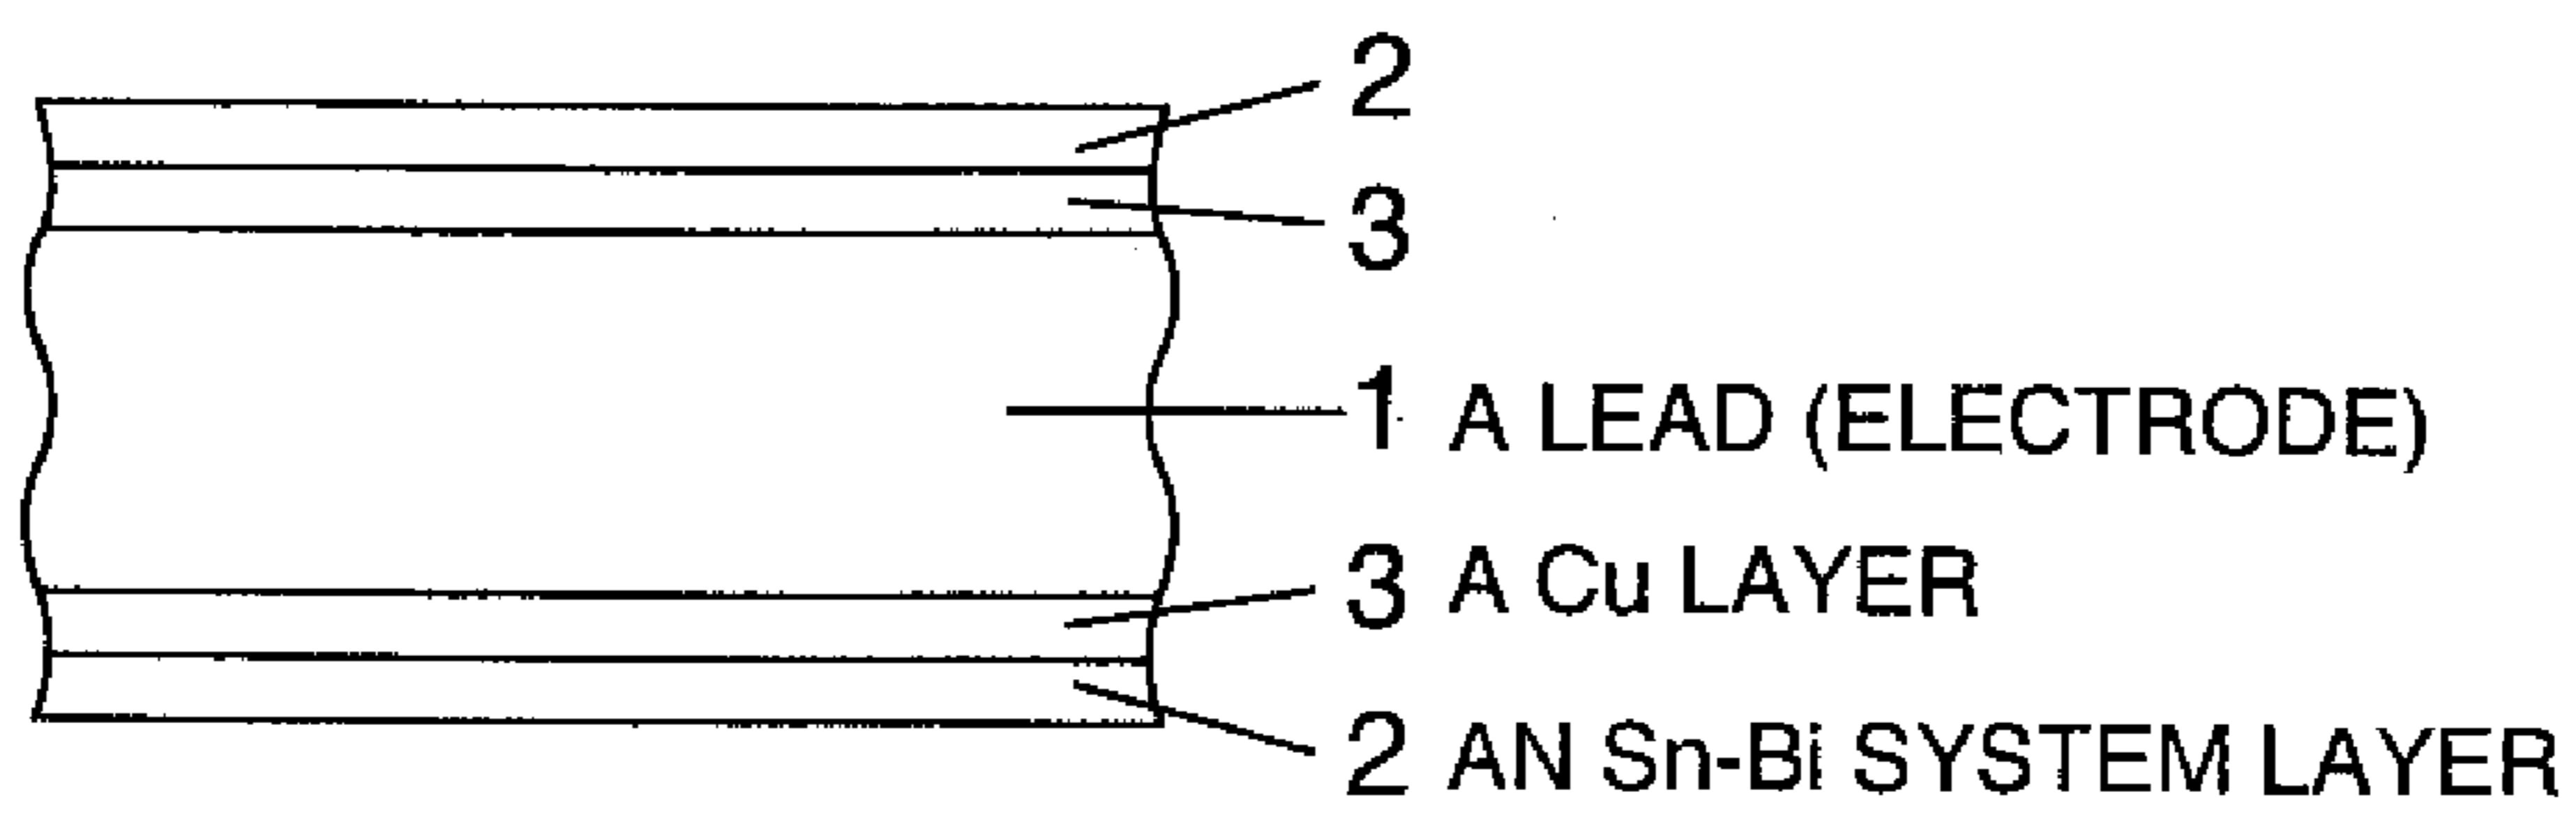 2
3
1 A LEAD (ELECTRODE)
3 A Cu LAYER
2 AN Sn-Bi SYSTEM LAYER